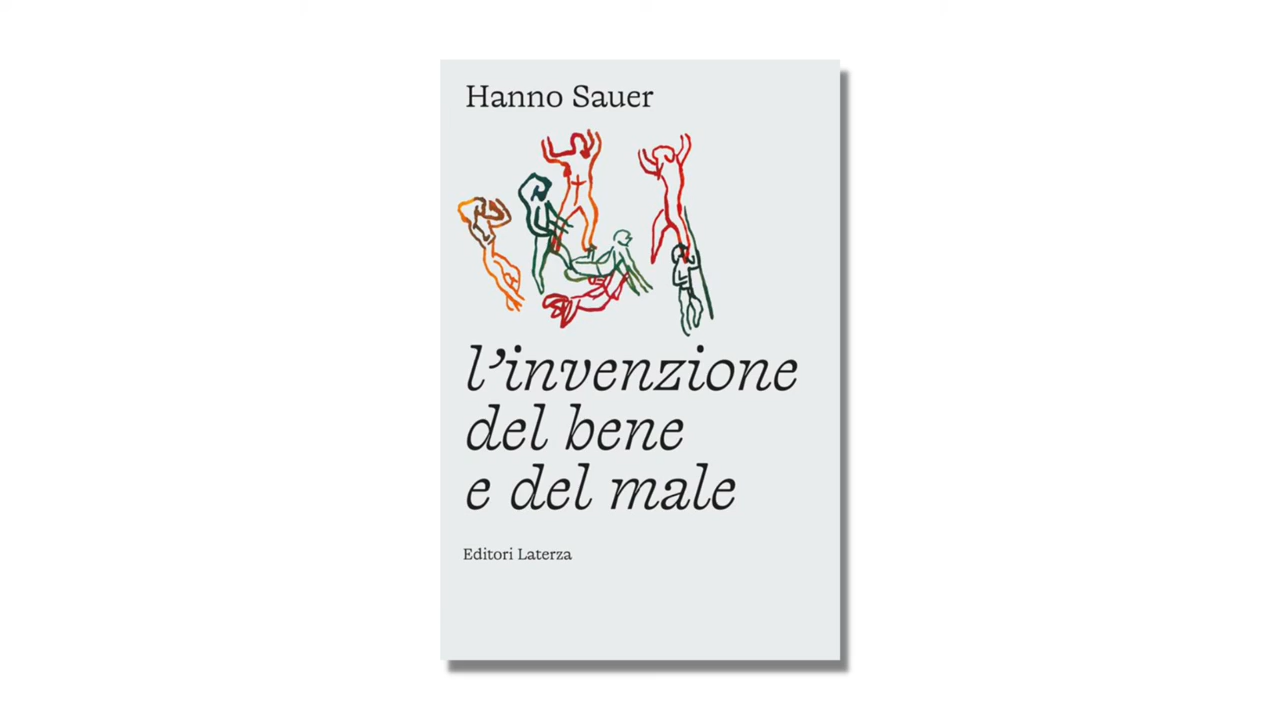 Hanno Sauer
l’invenzione
del bene
e del male
Editori Laterza